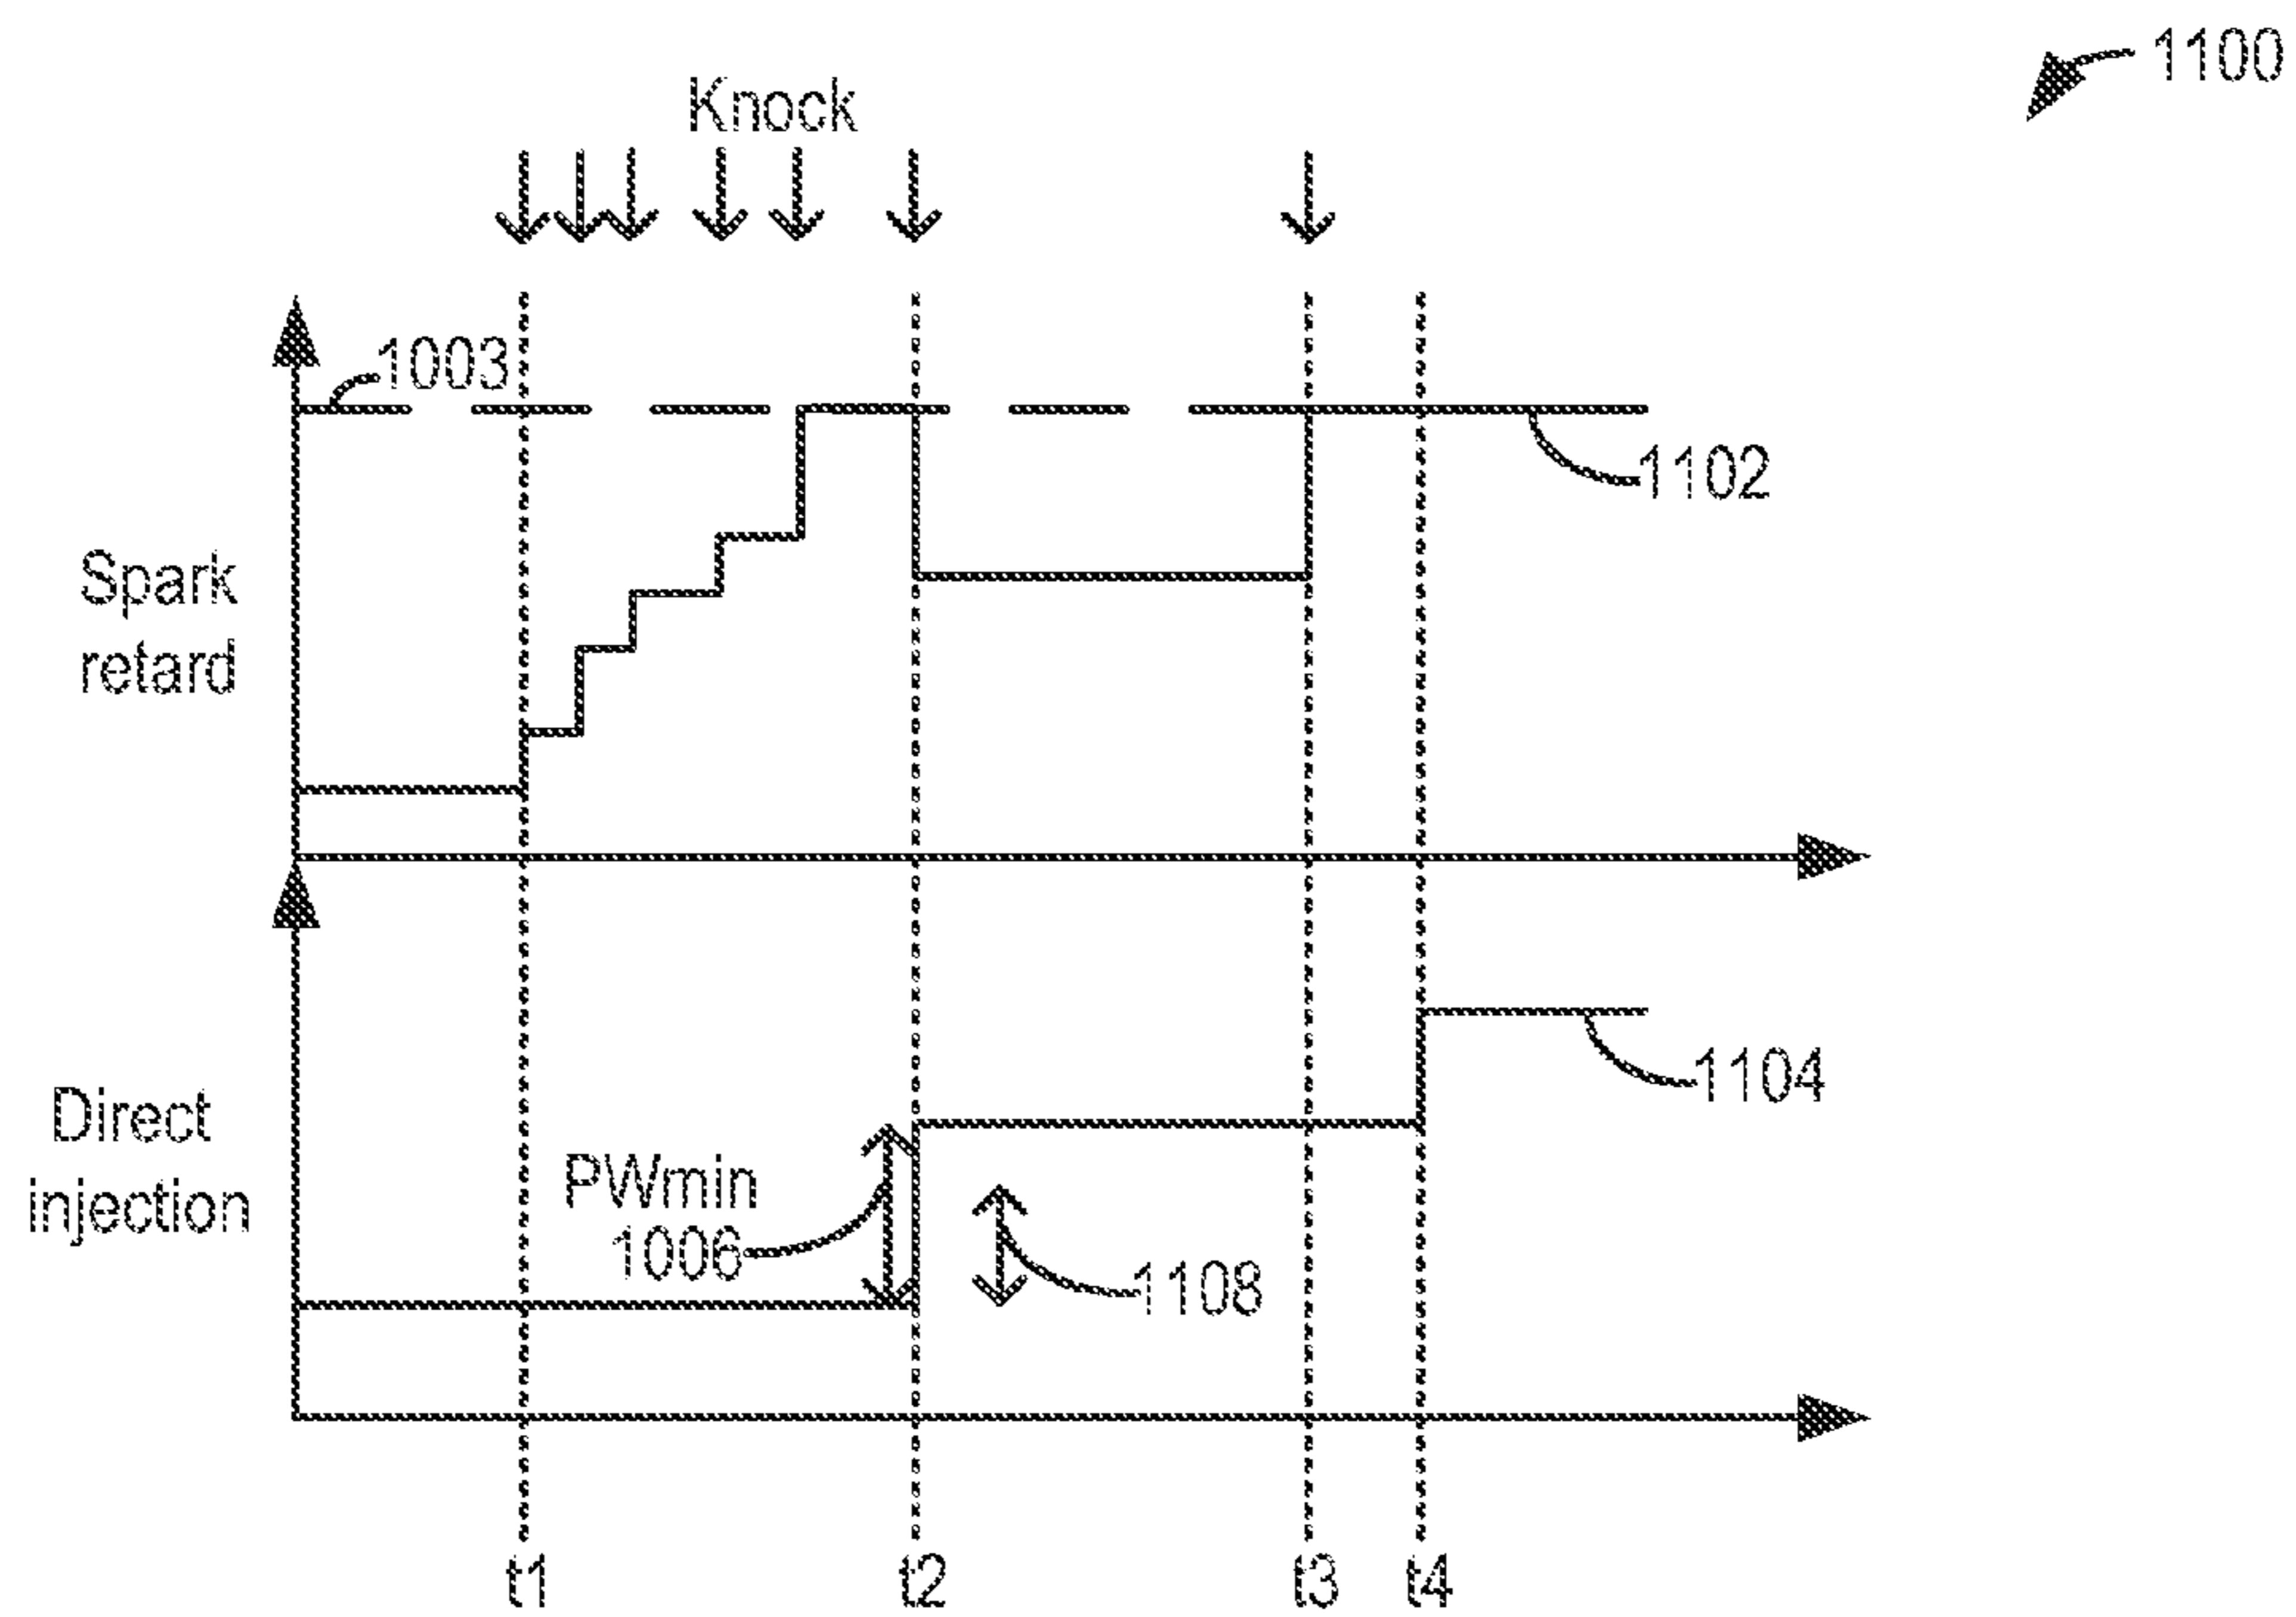 1100
Knock
1003
1102
Spark
retard
1104
Direct
injection
PWmin
1006
1108
t1
t2
t3
t4